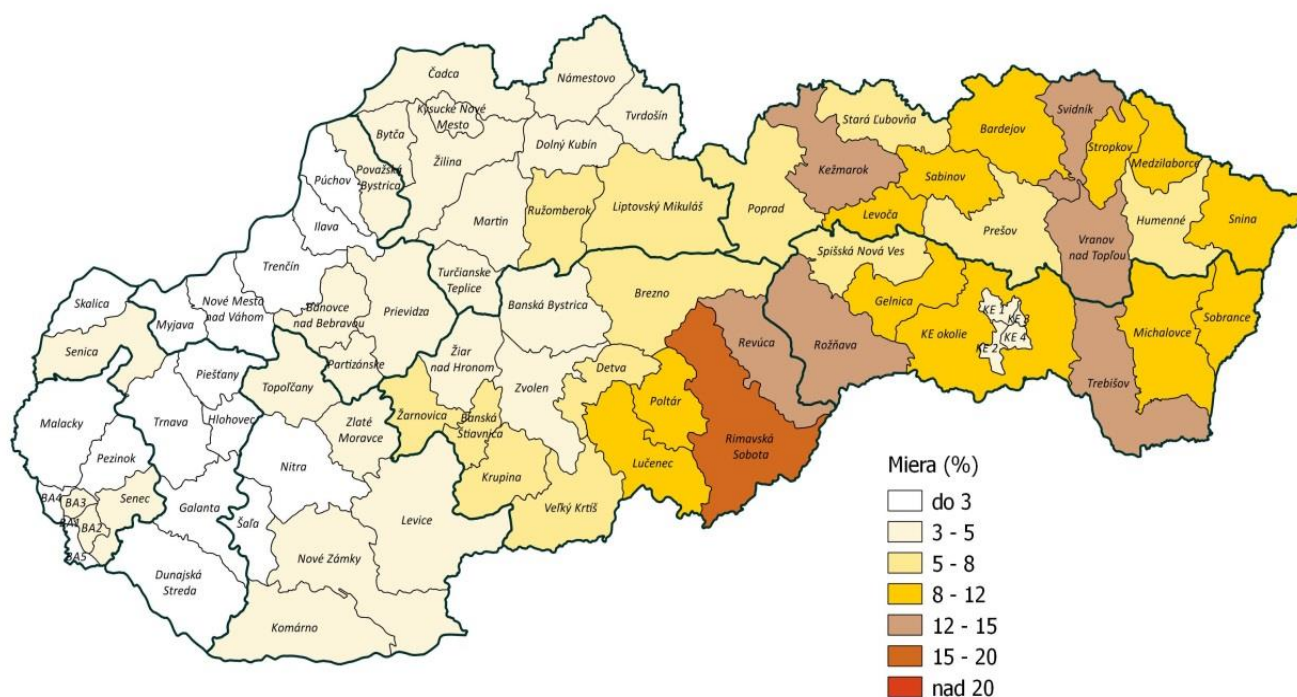 Čadca
Námestovo
Kysucké Nové
Mesto
Tvrdošín
Bytča
Dolný Kubín
Žilina
Považská
Bystrica
Púchov
Martin
Ružomberok
Liptovský Mikuláš
Ilava
Trenčín
Turčianske
Teplice
Poprad
Kežmarok
Stará Ľubovňa
Bardejov
Svidník
Stropkov
Medzilaborce
Sabinov
Levoča
Prešov
Vranov
nad Topľou
Humenné
Snina
Spišská Nová Ves
Gelnica
KE okolie
KE 1
KE 3
KE 4
KE 2
Michalovce
Sobrance
Trebišov
Rožňava
Revúca
Rimavská
Sobota
Brezno
Banská Bystrica
Prievidza
Bánovce
nad Bebravou
Nové Mesto
nad Váhom
Skalica
Myjava
Senica
Partizánske
Topoľčany
Žiar
nad Hronom
Zvolen
Detva
Poltár
Lučenec
Žarnovica
Banská
Štiavnica
Krupina
Veľký Krtíš
Zlaté
Moravce
Piešťany
Hlohovec
Trnava
Malacky
Pezinok
Nitra
Levice
Senec
BA4
BA3
BA1
BA2
BA5
Galanta
Šaľa
Nové Zámky
Dunajská
Streda
Komárno
Miera (%)
do 3
3 - 5
5 - 8
8 - 12
12 - 15
15 - 20
nad 20